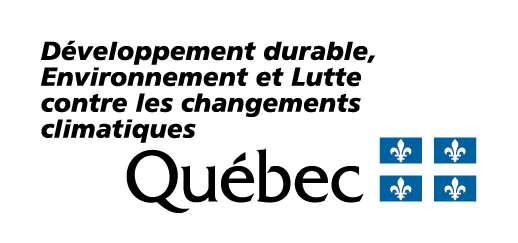 Développement durable,
Environnement et Lutte
contre les changements
climatiques
Québec